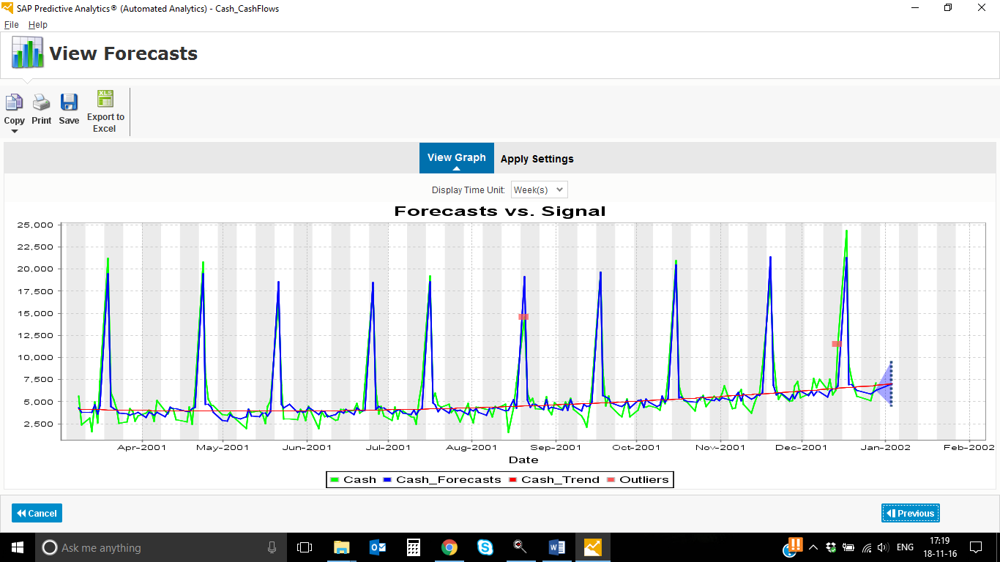 SAP Predictive Analytics® (Automated Analytics) - Cash_CashFlows
File Help
View Forecasts
Copy Print Save Export to Excel
View Graph Apply Settings
Display Time Unit: Week(s)
Forecasts vs. Signal
25,000
22,500
20,000
17,500
15,000
12,500
10,000
7,500
5,000
2,500
Apr-2001 May-2001 Jun-2001 Jul-2001 Aug-2001 Sep-2001 Oct-2001 Nov-2001 Dec-2001 Jan-2002 Feb-2002
Date
Cash Cash_Forecasts Cash_Trend Outliers
Cancel Previous
Ask me anything
ENG
17:19
18-11-16